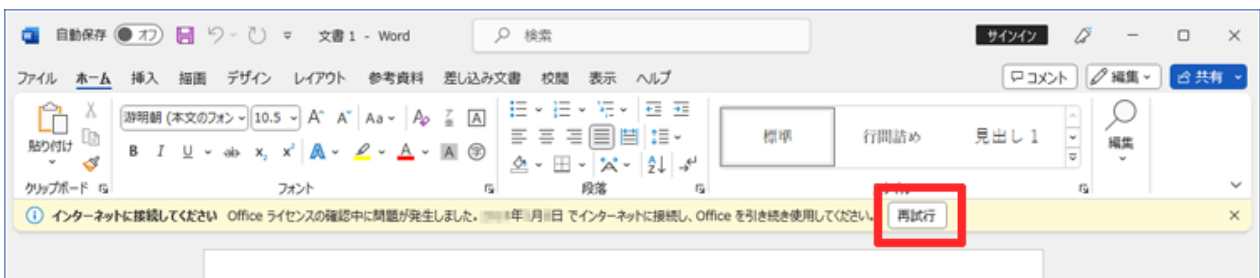 自動保存 オフ 文書 1 - Word 検索 サインイン
ファイル ホーム 挿入 描画 デザイン レイアウト 参考資料 差し込み文書 校閲 表示 ヘルプ コメント 編集 共有
游明朝 (本文のフォン 10.5 A^ Aˇ Aa A A
貼り付け B I U ab x₂ x² A A A 字 標準 行間詰め 見出し 1 編集
クリップボード フォント 段落
インターネットに接続してください Office ライセンスの確認中に問題が発生しました。 年 月 日 でインターネットに接続し、Office を引き続き使用してください。 再試行